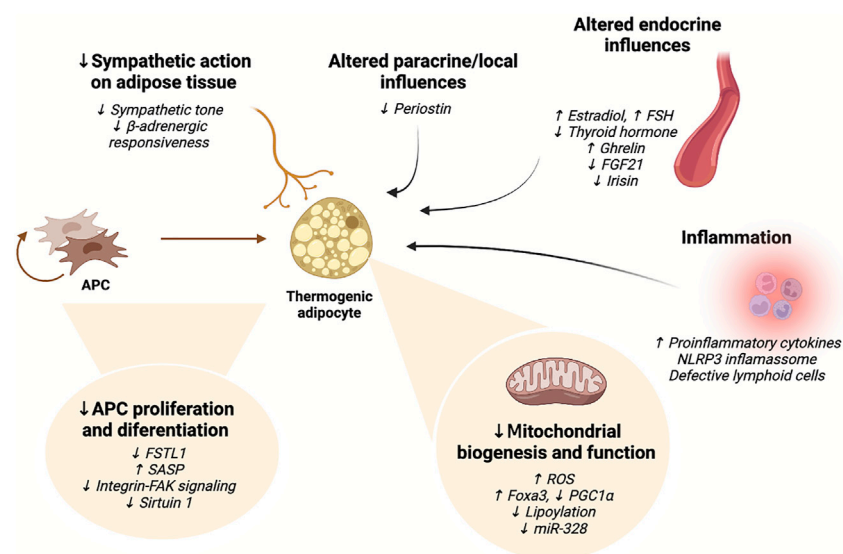 ↓Sympathetic action
on adipose tissue
↓ Sympathetic tone
↓ β-adrenergic
responsiveness
Altered paracrine/local
influences
↓ Periostin
Altered endocrine
influences
↑ Estradiol, ↑ FSH
↓ Thyroid hormone
↑ Ghrelin
↓ FGF21
↓ Irisin
APC
Thermogenic
adipocyte
Inflammation
↑ Proinflammatory cytokines
NLRP3 inflamassome
Defective lymphoid cells
↓APC proliferation
and diferentiation
↓ FSTL1
↑ SASP
↓ Integrin-FAK signaling
↓ Sirtuin 1
↓Mitochondrial
biogenesis and function
↑ ROS
↑ Foxa3, ↓ PGC1α
↓ Lipoylation
↓ miR-328